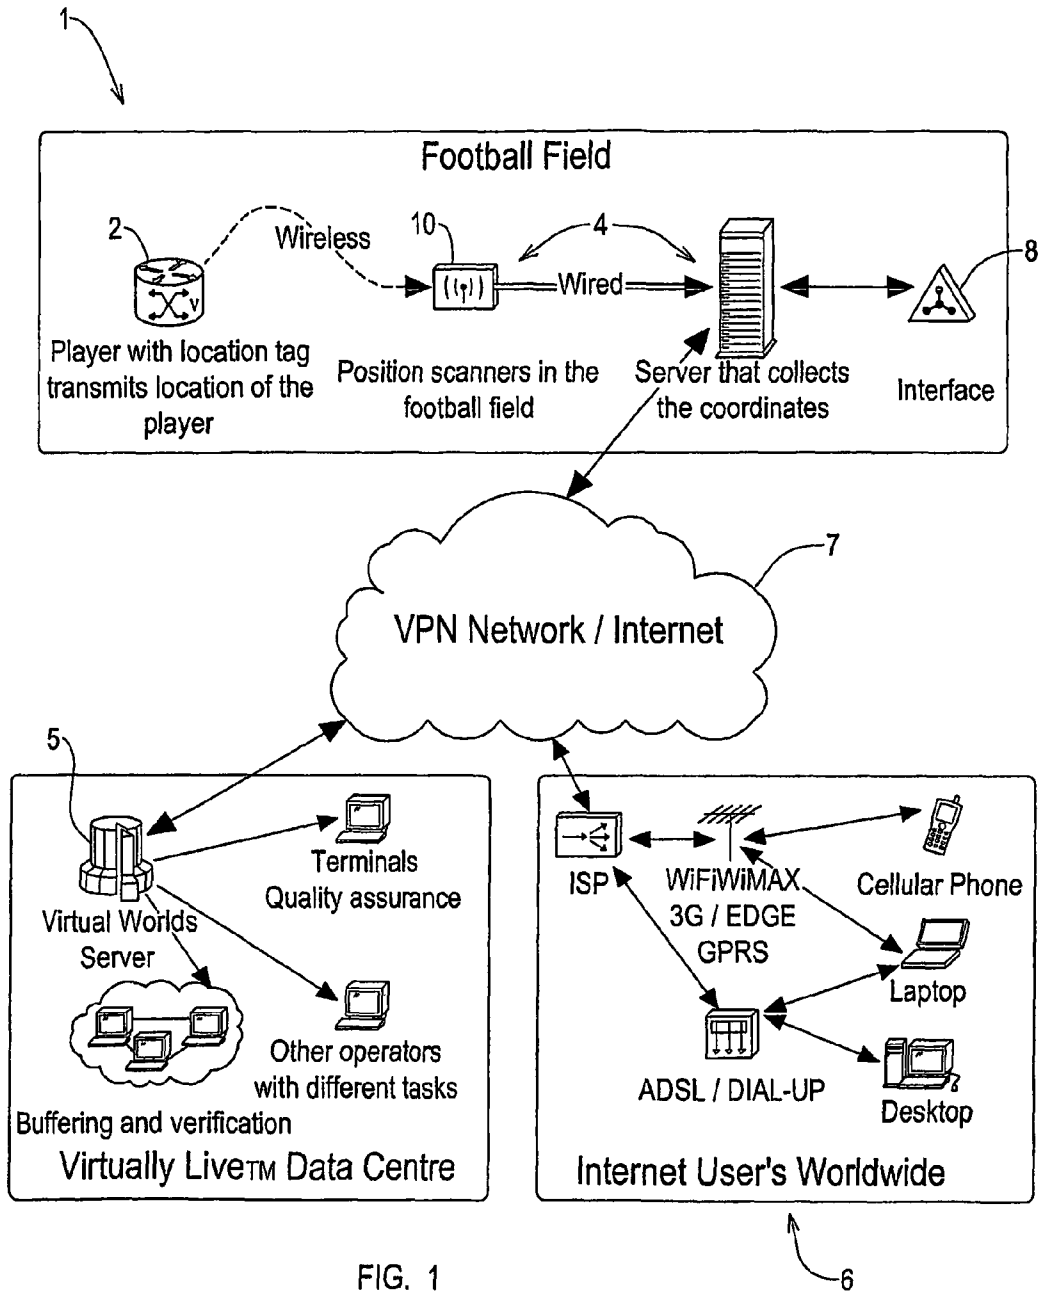 1
Football Field
2
Wireless
10
4
Wired
8
V
Player with location tag
transmits location of the
player
Position scanners in the
football field
Server that collects
the coordinates
Interface
7
VPN Network / Internet
5
Terminals
Quality assurance
Virtual Worlds
Server
Other operators
with different tasks
Buffering and verification
Virtually Live™ Data Centre
ISP
WiFiWiMAX
3G / EDGE
GPRS
Cellular Phone
Laptop
ADSL / DIAL-UP
Desktop
Internet User's Worldwide
6
FIG. 1